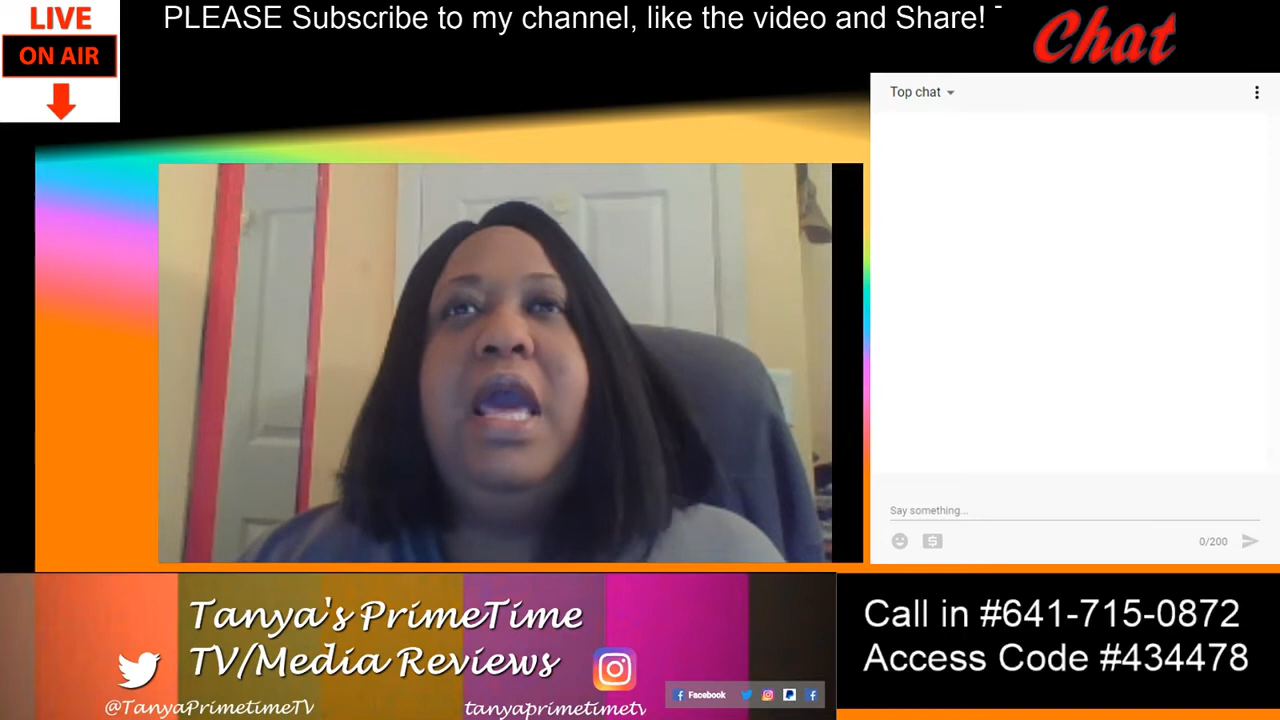 LIVE
ON AIR
PLEASE Subscribe to my channel, like the video and Share!
Chat
Top chat
Say something...
0/200
Tanya's PrimeTime
TV/Media Reviews
@TanyaPrimetimeTV
tanyaprimetimetv
Facebook
Call in #641-715-0872
Access Code #434478